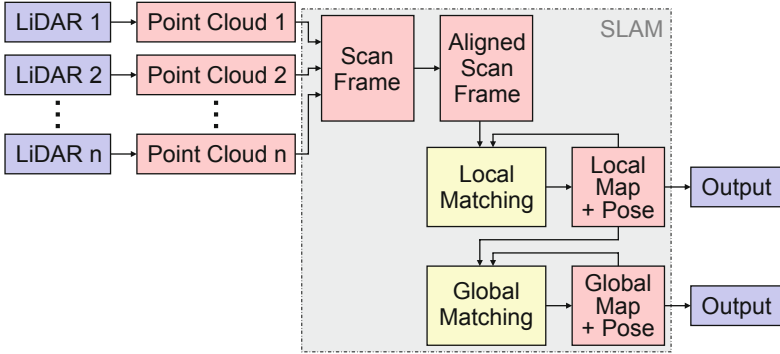 LiDAR 1
Point Cloud 1
SLAM
LiDAR 2
Point Cloud 2
LiDAR n
Point Cloud n
Scan
Frame
Aligned
Scan
Frame
Local
Matching
Local
Map
+ Pose
Output
Global
Matching
Global
Map
+ Pose
Output